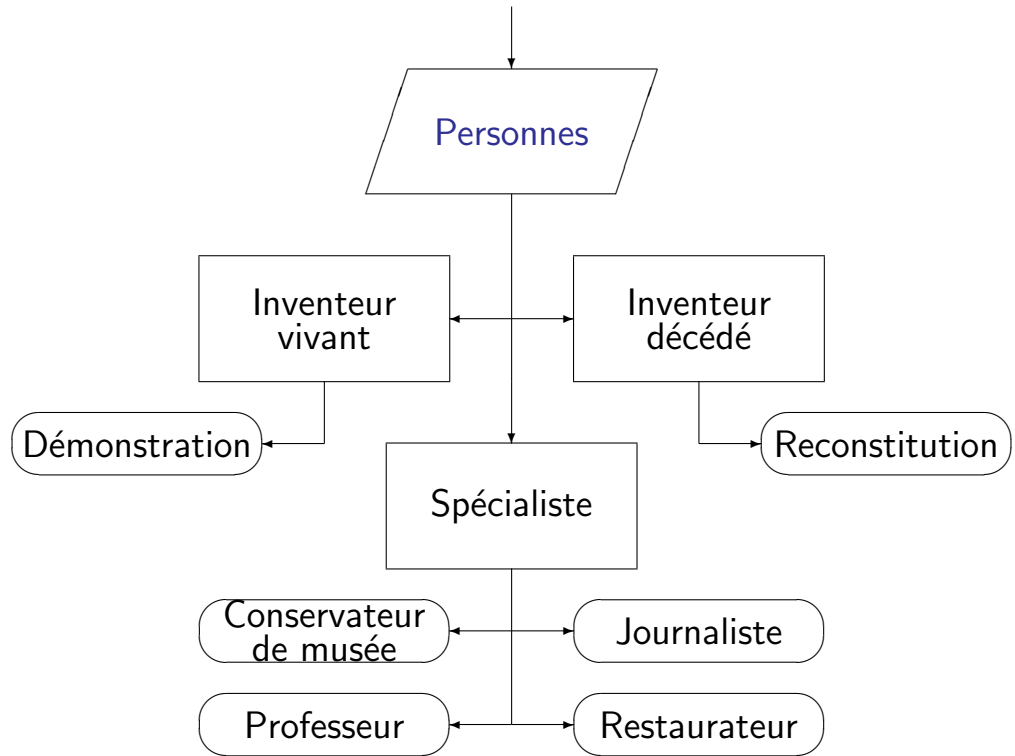 Personnes
Inventeur
vivant
Inventeur
décédé
Démonstration
Reconstitution
Spécialiste
Conservateur
de musée
Journaliste
Professeur
Restaurateur